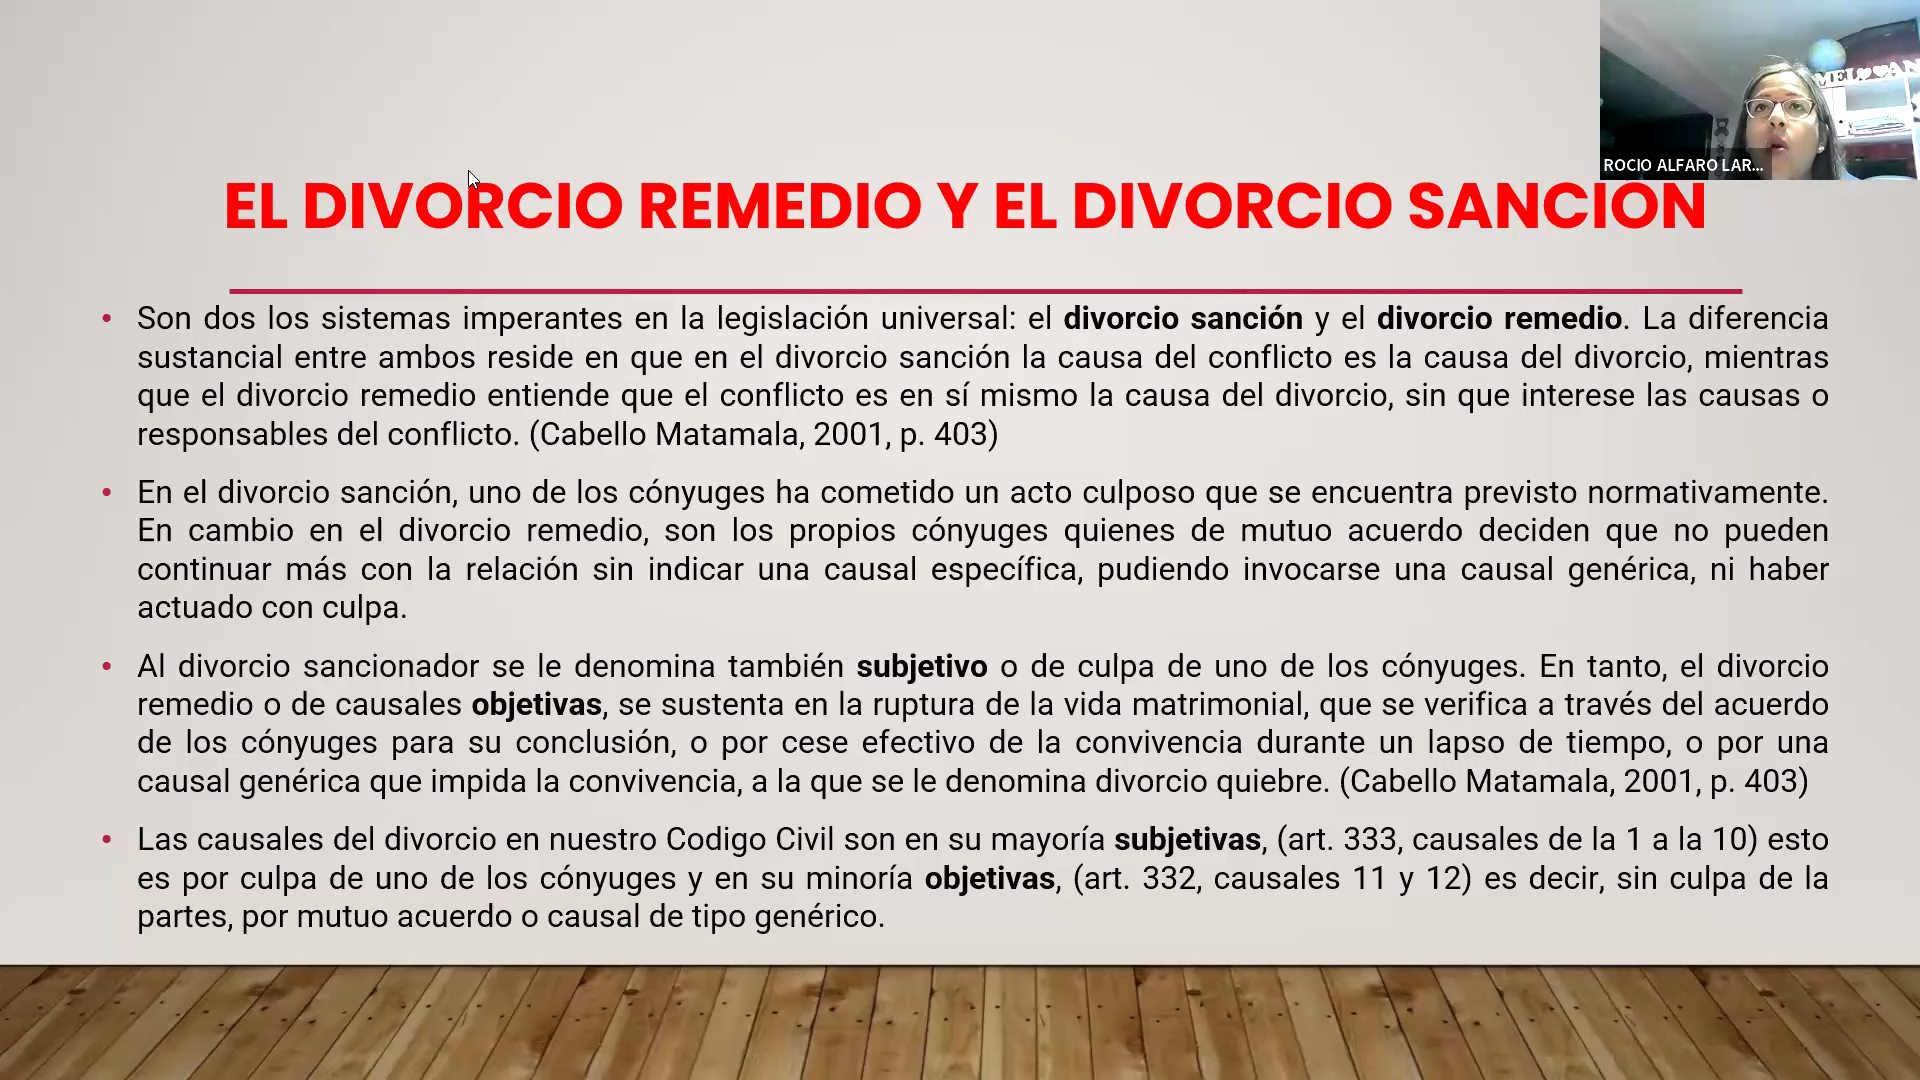 MEL❤❤AN
ROCIO ALFARO LAR...
EL DIVORCIO REMEDIO Y EL DIVORCIO SANCION
• Son dos los sistemas imperantes en la legislación universal: el divorcio sanción y el divorcio remedio. La diferencia
sustancial entre ambos reside en que en el divorcio sanción la causa del conflicto es la causa del divorcio, mientras
que el divorcio remedio entiende que el conflicto es en sí mismo la causa del divorcio, sin que interese las causas o
responsables del conflicto. (Cabello Matamala, 2001, p. 403)
• En el divorcio sanción, uno de los cónyuges ha cometido un acto culposo que se encuentra previsto normativamente.
En cambio en el divorcio remedio, son los propios cónyuges quienes de mutuo acuerdo deciden que no pueden
continuar más con la relación sin indicar una causal específica, pudiendo invocarse una causal genérica, ni haber
actuado con culpa.
• Al divorcio sancionador se le denomina también subjetivo o de culpa de uno de los cónyuges. En tanto, el divorcio
remedio o de causales objetivas, se sustenta en la ruptura de la vida matrimonial, que se verifica a través del acuerdo
de los cónyuges para su conclusión, o por cese efectivo de la convivencia durante un lapso de tiempo, o por una
causal genérica que impida la convivencia, a la que se le denomina divorcio quiebre. (Cabello Matamala, 2001, p. 403)
• Las causales del divorcio en nuestro Codigo Civil son en su mayoría subjetivas, (art. 333, causales de la 1 a la 10) esto
es por culpa de uno de los cónyuges y en su minoría objetivas, (art. 332, causales 11 y 12) es decir, sin culpa de la
partes, por mutuo acuerdo o causal de tipo genérico.